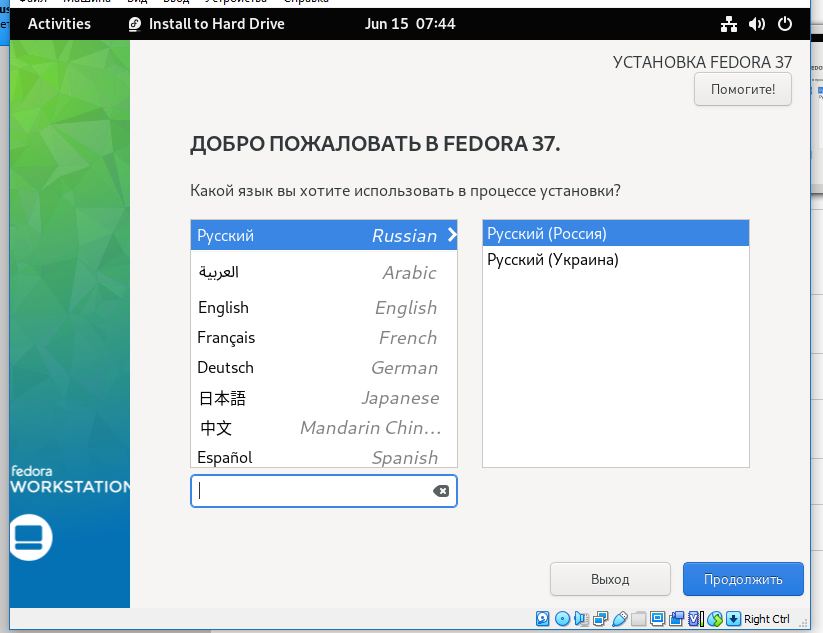 Activities Install to Hard Drive Jun 15 07:44
УСТАНОВКА FEDORA 37
Помогите!
ДОБРО ПОЖАЛОВАТЬ В FEDORA 37.
Какой язык вы хотите использовать в процессе установки?
Русский Russian
العربية Arabic
English English
Français French
Deutsch German
日本語 Japanese
中文 Mandarin Chin...
Español Spanish
Русский (Россия)
Русский (Украина)
fedora
WORKSTATION
Выход
Продолжить
Right Ctrl